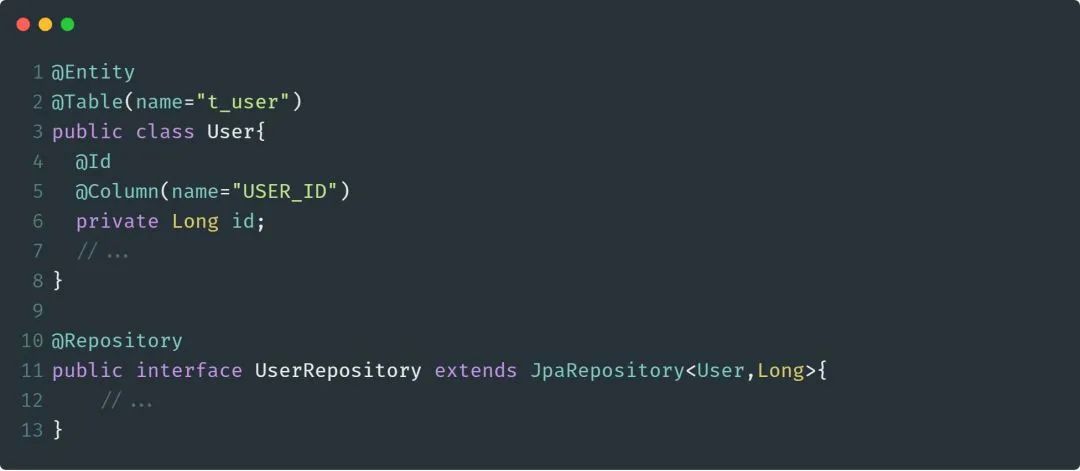 1 @Entity
2 @Table(name="t_user")
3 public class User{
4   @Id
5   @Column(name="USER_ID")
6   private Long id;
7   // ...
8 }
9
10 @Repository
11 public interface UserRepository extends JpaRepository<User,Long>{
12     // ...
13 }